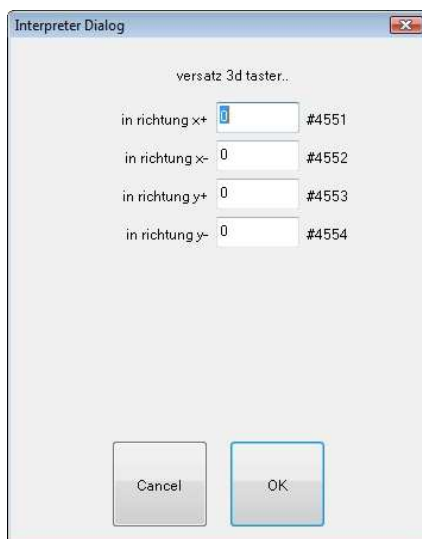 Interpreter Dialog
versatz 3d taster..
in richtung x+ 0 #4551
in richtung x- 0 #4552
in richtung y+ 0 #4553
in richtung y- 0 #4554
Cancel OK